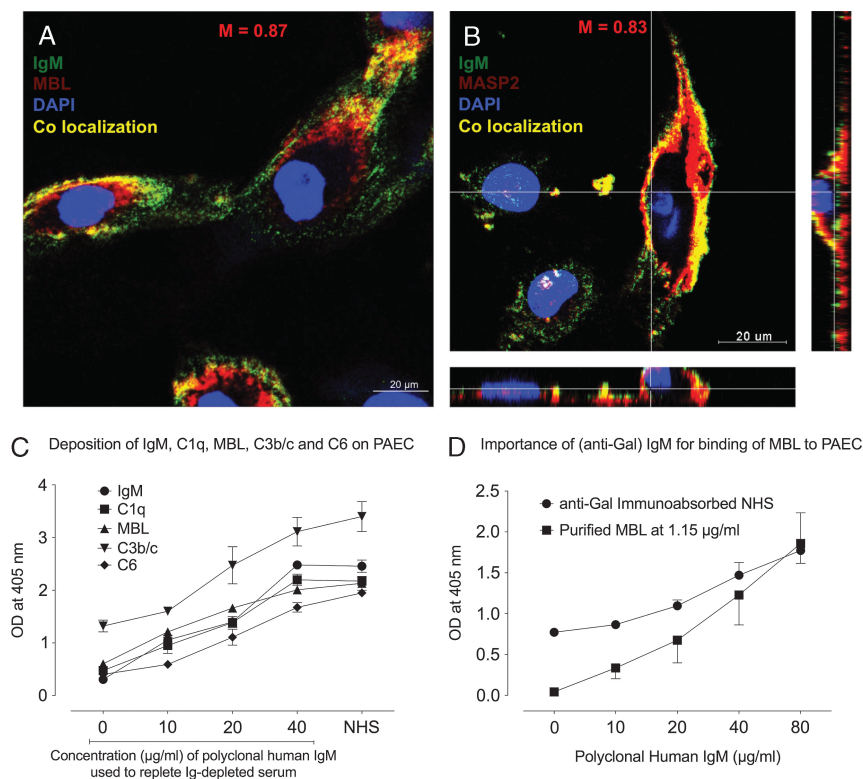 A
M = 0.87
IgM
MBL
DAPI
Co localization
20 μm
B
M = 0.83
IgM
MASP2
DAPI
Co localization
20 um
C Deposition of IgM, C1q, MBL, C3b/c and C6 on PAEC
OD at 405 nm
4
3
2
1
0
IgM
C1q
MBL
C3b/c
C6
0 10 20 40 NHS
Concentration (μg/ml) of polyclonal human IgM
used to replete Ig-depleted serum
D Importance of (anti-Gal) IgM for binding of MBL to PAEC
OD at 405 nm
2.5
2.0
1.5
1.0
0.5
0.0
anti-Gal Immunoabsorbed NHS
Purified MBL at 1.15 μg/ml
0 10 20 40 80
Polyclonal Human IgM (μg/ml)